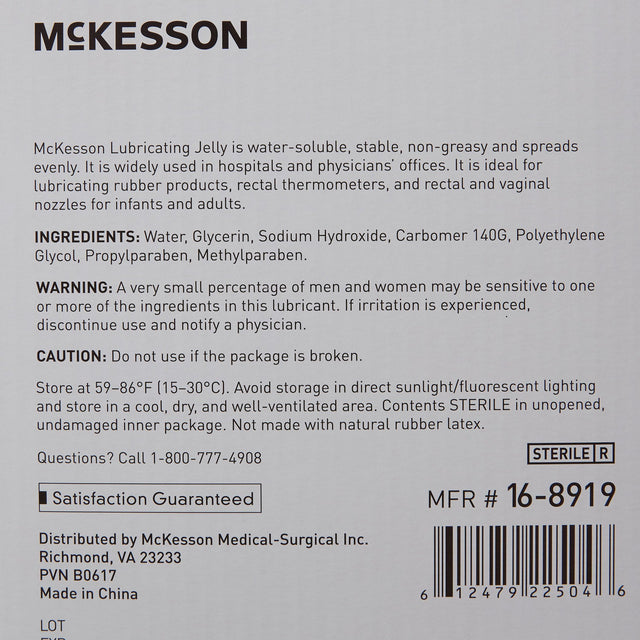 McKESSON
McKesson Lubricating Jelly is water-soluble, stable, non-greasy and spreads
evenly. It is widely used in hospitals and physicians' offices. It is ideal for
lubricating rubber products, rectal thermometers, and rectal and vaginal
nozzles for infants and adults.
INGREDIENTS: Water, Glycerin, Sodium Hydroxide, Carbomer 140G, Polyethylene
Glycol, Propylparaben, Methylparaben.
WARNING: A very small percentage of men and women may be sensitive to one
or more of the ingredients in this lubricant. If irritation is experienced,
discontinue use and notify a physician.
CAUTION: Do not use if the package is broken.
Store at 59–86°F (15–30°C). Avoid storage in direct sunlight/fluorescent lighting
and store in a cool, dry, and well-ventilated area. Contents STERILE in unopened,
undamaged inner package. Not made with natural rubber latex.
Questions? Call 1-800-777-4908
STERILE R
Satisfaction Guaranteed
MFR # 16-8919
Distributed by McKesson Medical-Surgical Inc.
Richmond, VA 23233
PVN B0617
Made in China
6 12479 22504 6
LOT